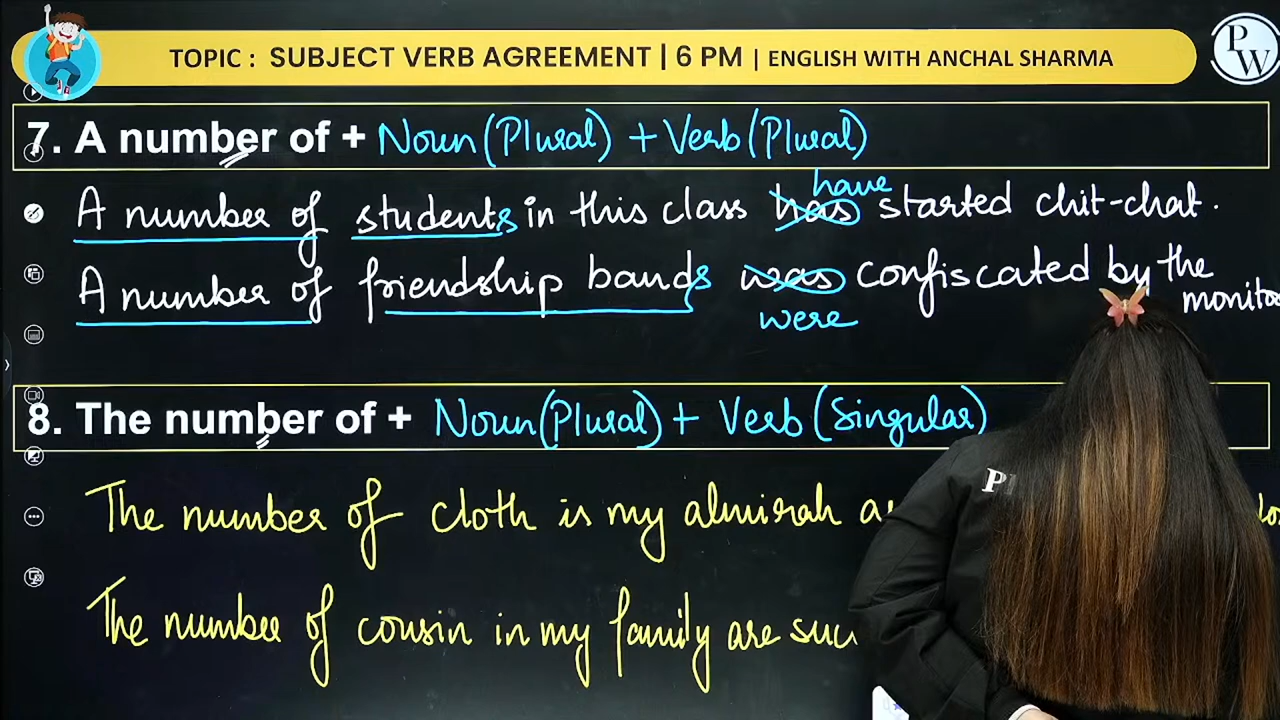 TOPIC : SUBJECT VERB AGREEMENT | 6 PM | ENGLISH WITH ANCHAL SHARMA
P
W
7. A number of + Noun (Plural) + Verb (Plural)
have
A number of students in this class has started chit-chat.
A number of friendship bands was confiscated by the
monitor
were
8. The number of + Noun (Plural) + Verb (Singular)
P
The number of cloth is my almirah
The number of cousin in my family are